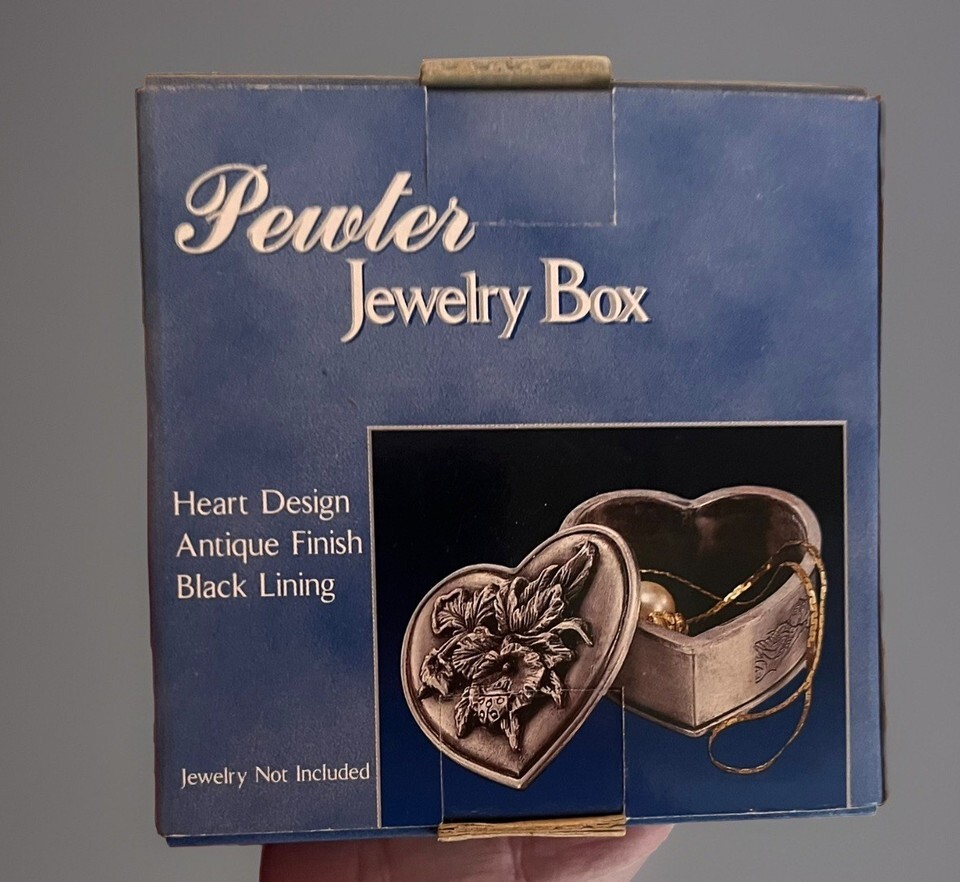 Pewter
Jewelry Box
Heart Design
Antique Finish
Black Lining
Jewelry Not Included